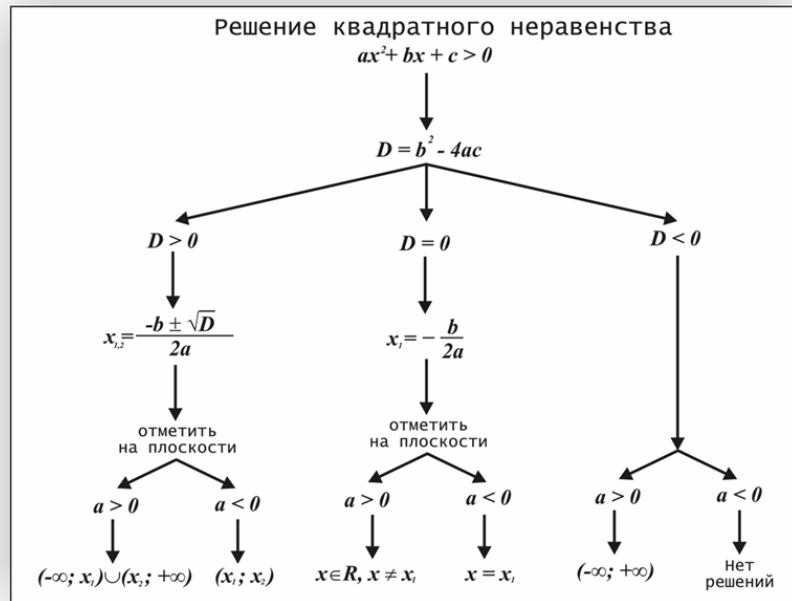 Решение квадратного неравенства
ax²+ bx + c > 0
D = b² - 4ac
D > 0
D = 0
D < 0
x₁,₂= (-b ± √D) / 2a
x₁= - b / 2a
отметить
на плоскости
отметить
на плоскости
a > 0
a < 0
a > 0
a < 0
a > 0
a < 0
(-∞; x₁)∪(x₂; +∞)
(x₁; x₂)
x∈R, x ≠ x₁
x = x₁
(-∞; +∞)
Нет
решений